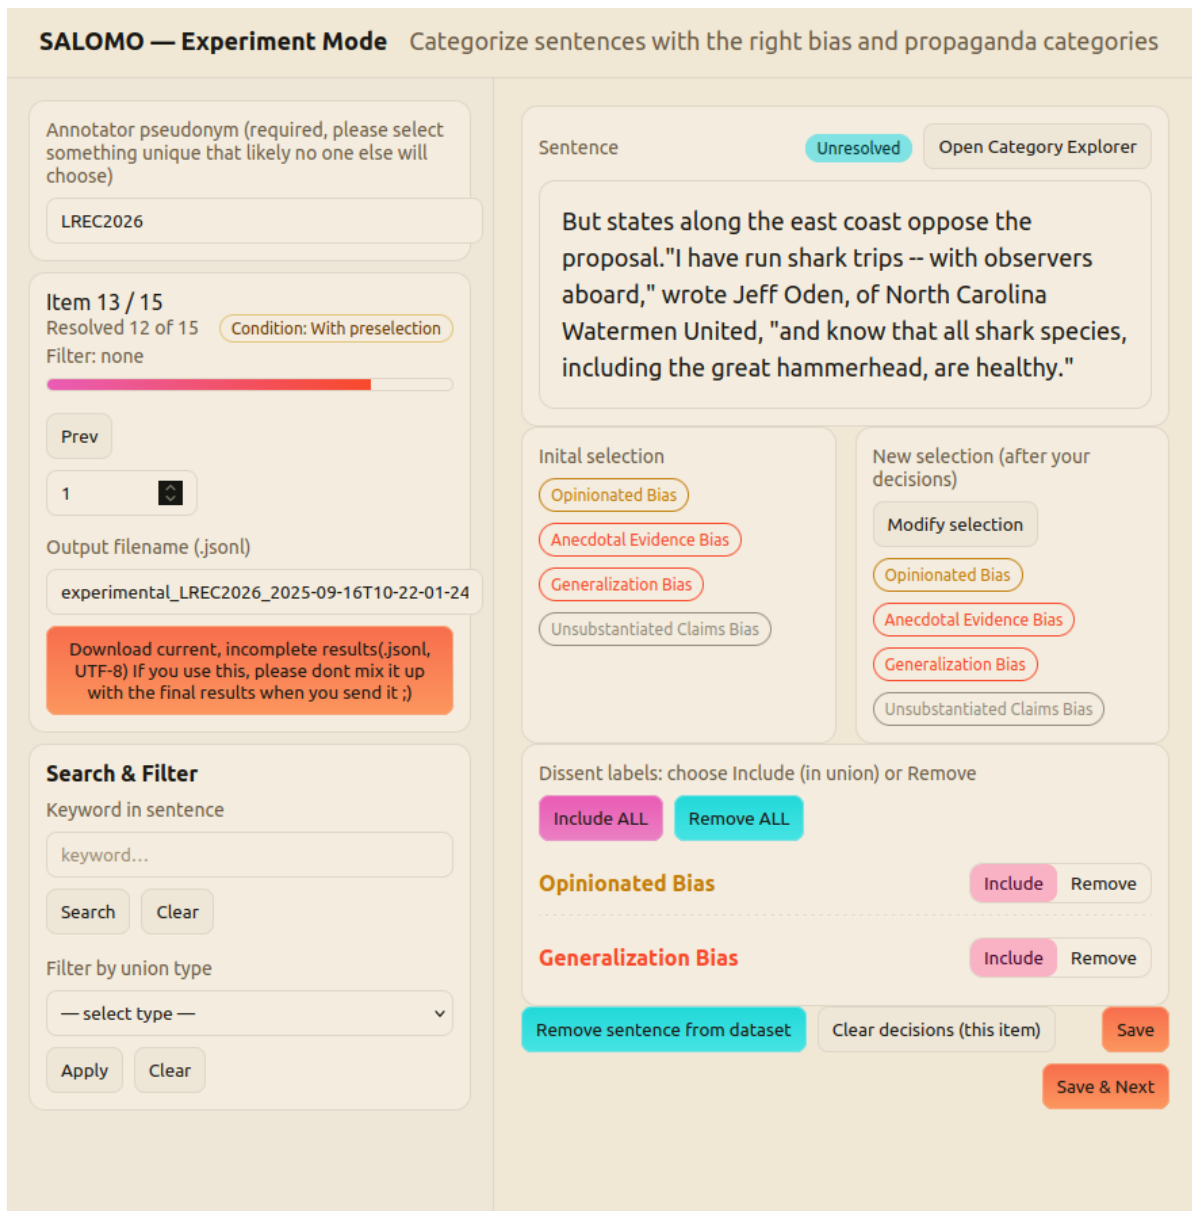 SALOMO — Experiment Mode Categorize sentences with the right bias and propaganda categories
Annotator pseudonym (required, please select
something unique that likely no one else will
choose)
LREC2026
Item 13 / 15
Resolved 12 of 15
Condition: With preselection
Filter: none
Prev
1
Output filename (.jsonl)
experimental_LREC2026_2025-09-16T10-22-01-24
Download current, incomplete results(.jsonl,
UTF-8) If you use this, please dont mix it up
with the final results when you send it ;)
Search & Filter
Keyword in sentence
keyword...
Search
Clear
Filter by union type
— select type —
Apply
Clear
Sentence
Unresolved
Open Category Explorer
But states along the east coast oppose the
proposal."I have run shark trips -- with observers
aboard," wrote Jeff Oden, of North Carolina
Watermen United, "and know that all shark species,
including the great hammerhead, are healthy."
Inital selection
Opinionated Bias
Anecdotal Evidence Bias
Generalization Bias
Unsubstantiated Claims Bias
New selection (after your
decisions)
Modify selection
Opinionated Bias
Anecdotal Evidence Bias
Generalization Bias
Unsubstantiated Claims Bias
Dissent labels: choose Include (in union) or Remove
Include ALL
Remove ALL
Opinionated Bias
Include
Remove
Generalization Bias
Include
Remove
Remove sentence from dataset
Clear decisions (this item)
Save
Save & Next